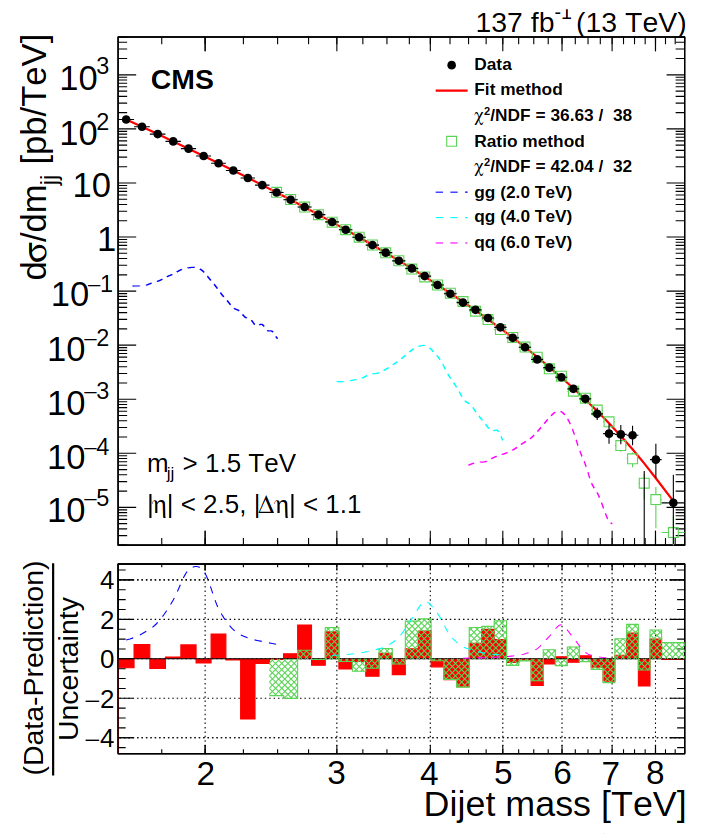 137 fb⁻¹ (13 TeV)
CMS
Data
Fit method
χ²/NDF = 36.63 / 38
Ratio method
χ²/NDF = 42.04 / 32
gg (2.0 TeV)
qg (4.0 TeV)
qq (6.0 TeV)
dσ/dmjj [pb/TeV]
10³
10²
10
1
10⁻¹
10⁻²
10⁻³
10⁻⁴
10⁻⁵
mjj > 1.5 TeV
|η| < 2.5, |Δη| < 1.1
(Data-Prediction)
Uncertainty
4
2
0
−2
−4
2 3 4 5 6 7 8
Dijet mass [TeV]